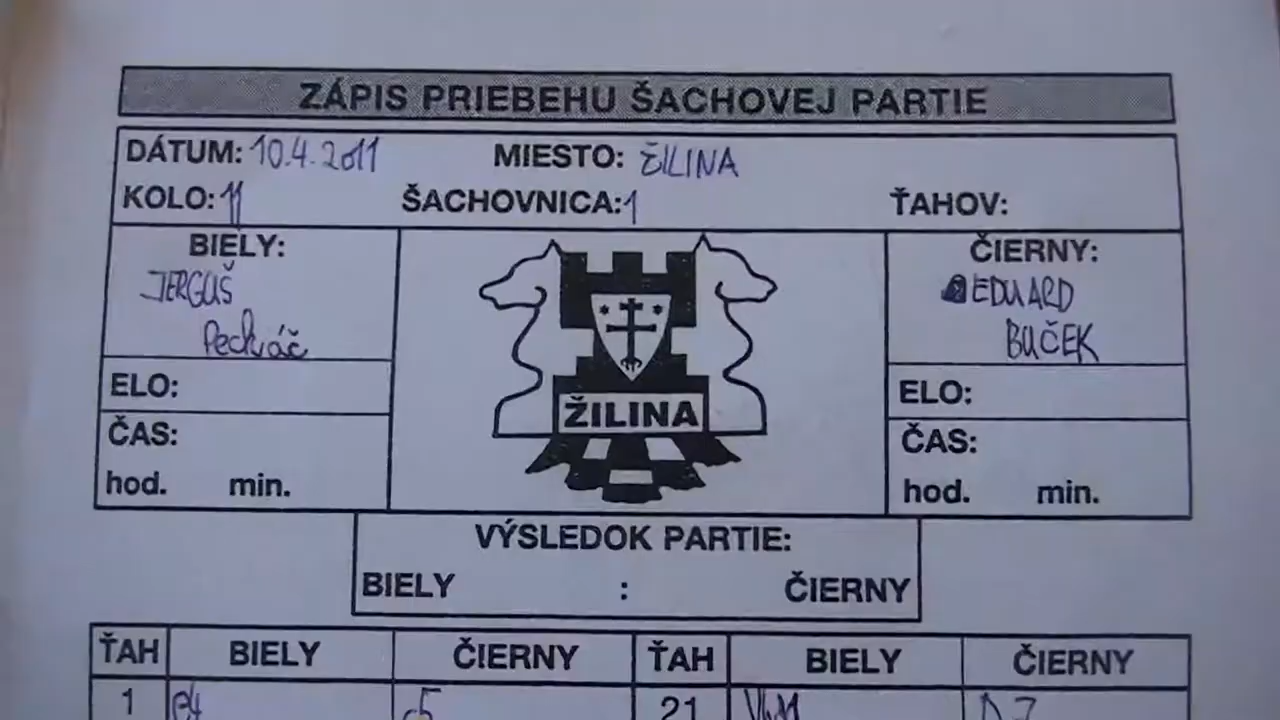 ZÁPIS PRIEBEHU ŠACHOVEJ PARTIE
DÁTUM: 10.4.2011 MIESTO: ŽILINA
KOLO: 11 ŠACHOVNICA: 1 ŤAHOV:
BIELY:
JERGUŠ
Pecháč
ELO:
ČAS:
hod. min.
ŽILINA
ČIERNY:
EDUARD
BUČEK
ELO:
ČAS:
hod. min.
VÝSLEDOK PARTIE:
BIELY : ČIERNY
ŤAH BIELY ČIERNY ŤAH BIELY ČIERNY
1 e4 c5 21